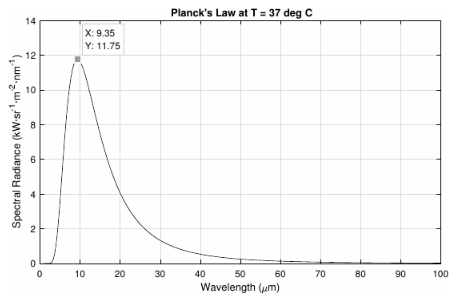 Planck's Law at T = 37 deg C
X: 9.35
Y: 11.75
14
12
10
8
6
4
2
0
Spectral Radiance (kW·sr⁻¹·m⁻²·nm⁻¹)
0 10 20 30 40 50 60 70 80 90 100
Wavelength (μm)